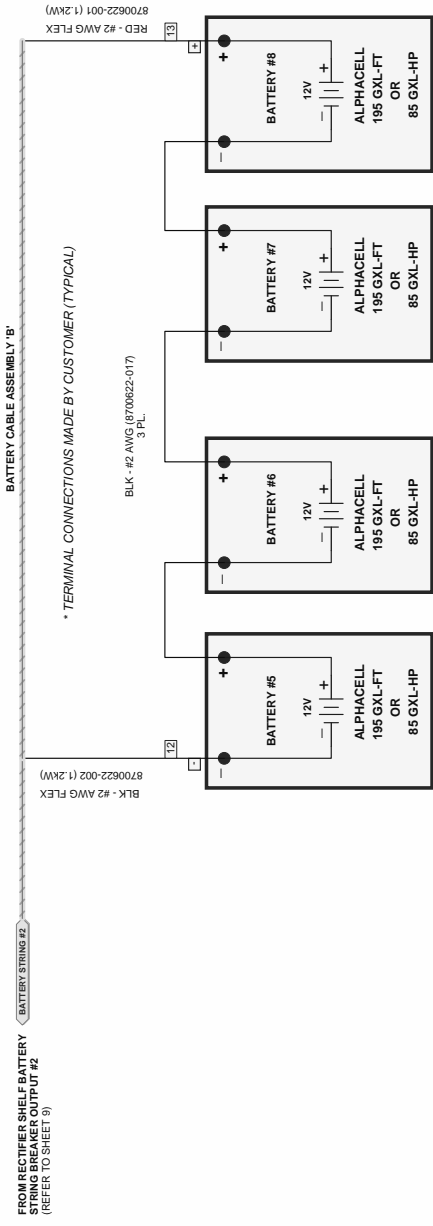 FROM RECTIFIER SHELF BATTERY
STRING BREAKER OUTPUT #2
(REFER TO SHEET 9)
BATTERY STRING #2
BATTERY CABLE ASSEMBLY 'B'
BLK - #2 AWG FLEX
8700622-002 (1.2kW)
12
-
* TERMINAL CONNECTIONS MADE BY CUSTOMER (TYPICAL)
BLK - #2 AWG (8700622-017)
3 PL.
RED - #2 AWG FLEX
8700622-001 (1.2kW)
13
+
– +
BATTERY #5
12V
– +
ALPHACELL
195 GXL-FT
OR
85 GXL-HP
– +
BATTERY #6
12V
– +
ALPHACELL
195 GXL-FT
OR
85 GXL-HP
– +
BATTERY #7
12V
– +
ALPHACELL
195 GXL-FT
OR
85 GXL-HP
– +
BATTERY #8
12V
– +
ALPHACELL
195 GXL-FT
OR
85 GXL-HP